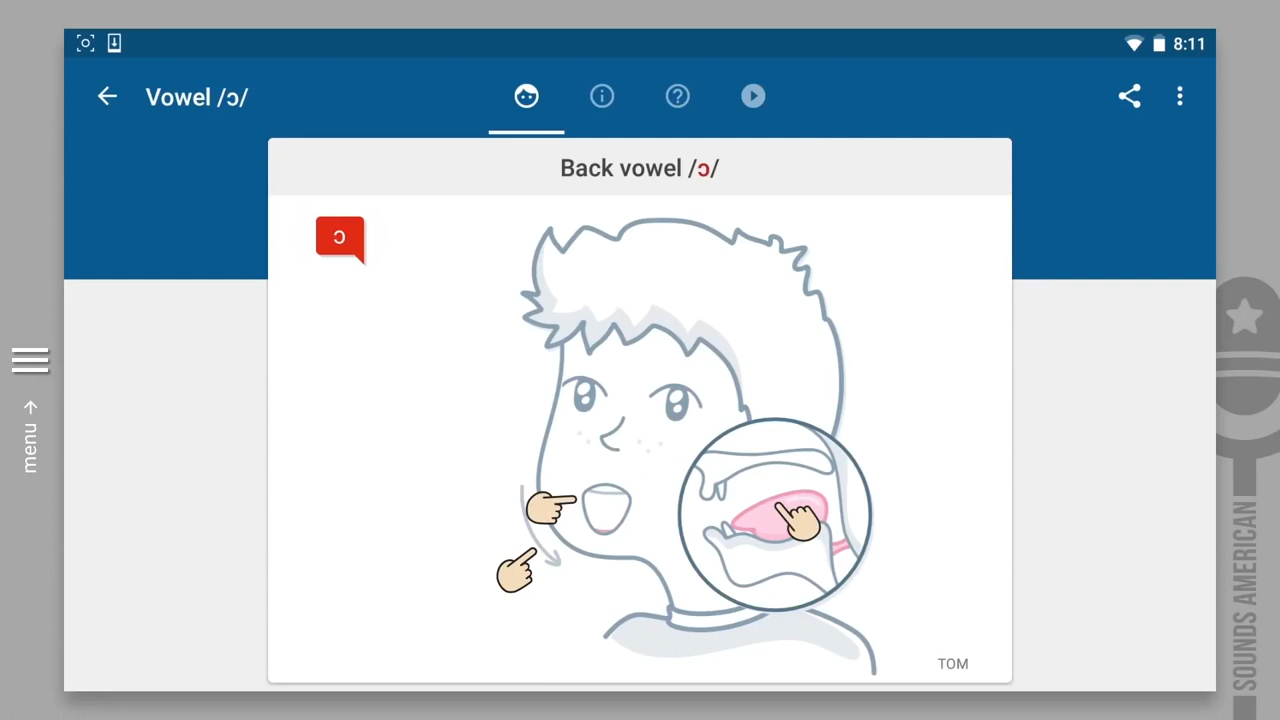 8:11
Vowel /ɔ/
Back vowel /ɔ/
ɔ
menu →
SOUNDS AMERICAN
TOM